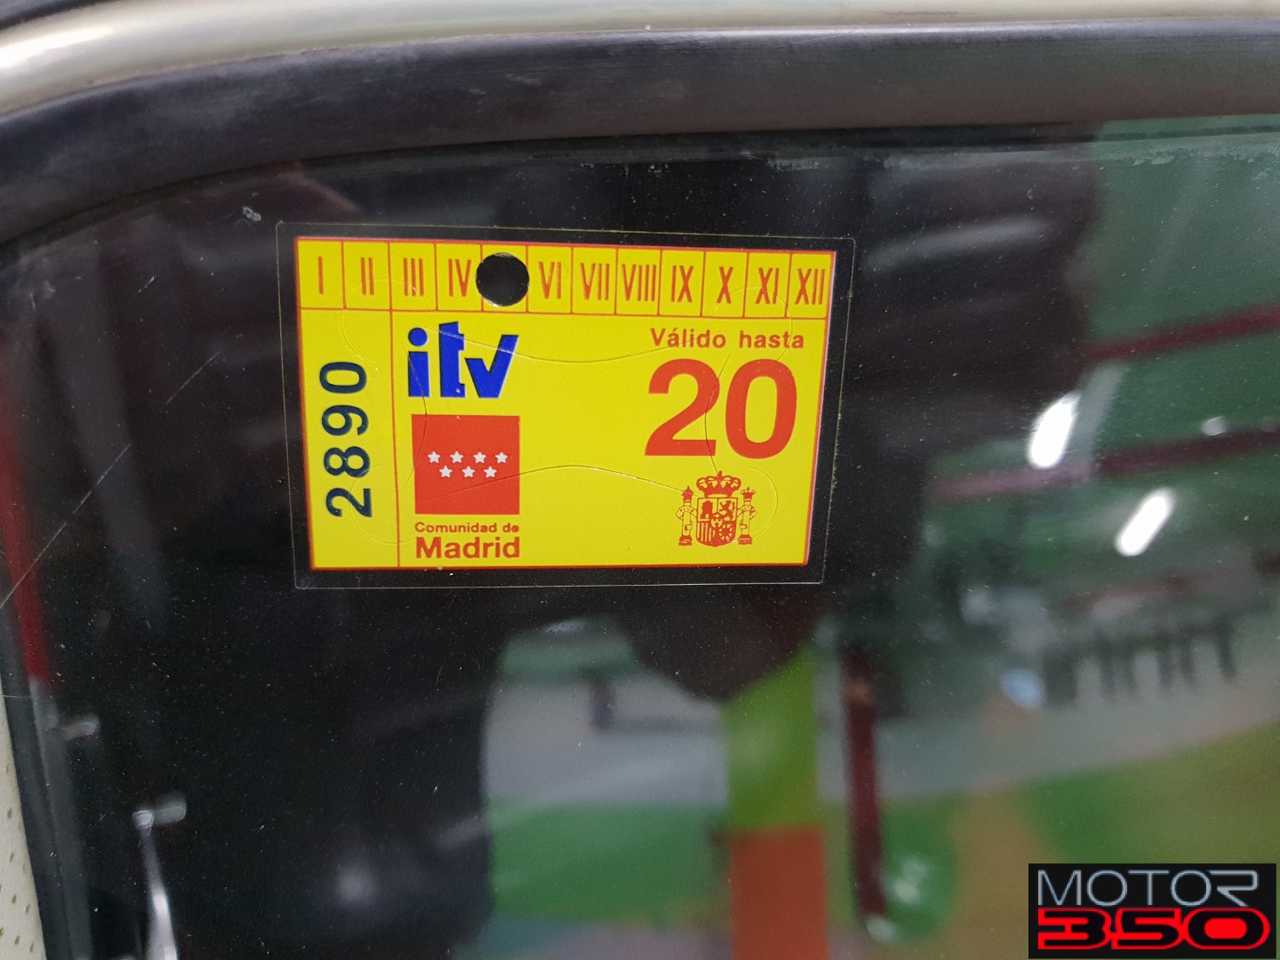 I II III IV VI VII VIII IX X XI XII
itv
Válido hasta
20
2890
Comunidad de
Madrid
MOTOR
350